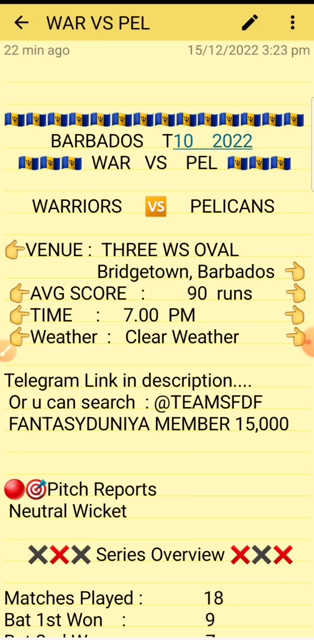 WAR VS PEL
22 min ago 15/12/2022 3:23 pm
BARBADOS T10 2022
WAR VS PEL
WARRIORS VS PELICANS
VENUE : THREE WS OVAL
Bridgetown, Barbados
AVG SCORE : 90 runs
TIME : 7.00 PM
Weather : Clear Weather
Telegram Link in description....
Or u can search : @TEAMSFDF
FANTASYDUNIYA MEMBER 15,000
Pitch Reports
Neutral Wicket
Series Overview
Matches Played : 18
Bat 1st Won : 9